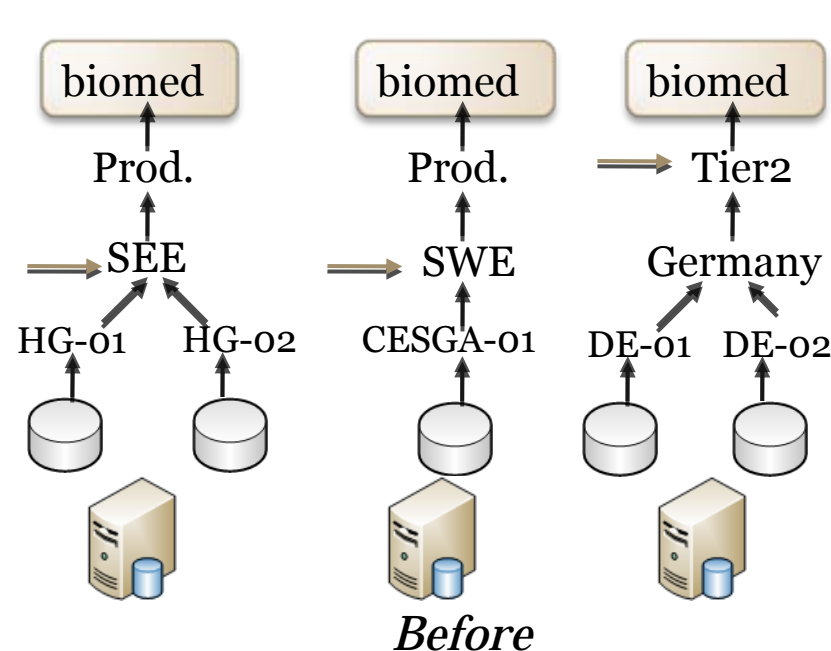 biomed biomed biomed
Prod. Prod. Tier2
SEE SWE Germany
HG-01 HG-02 CESGA-01 DE-01 DE-02
Before